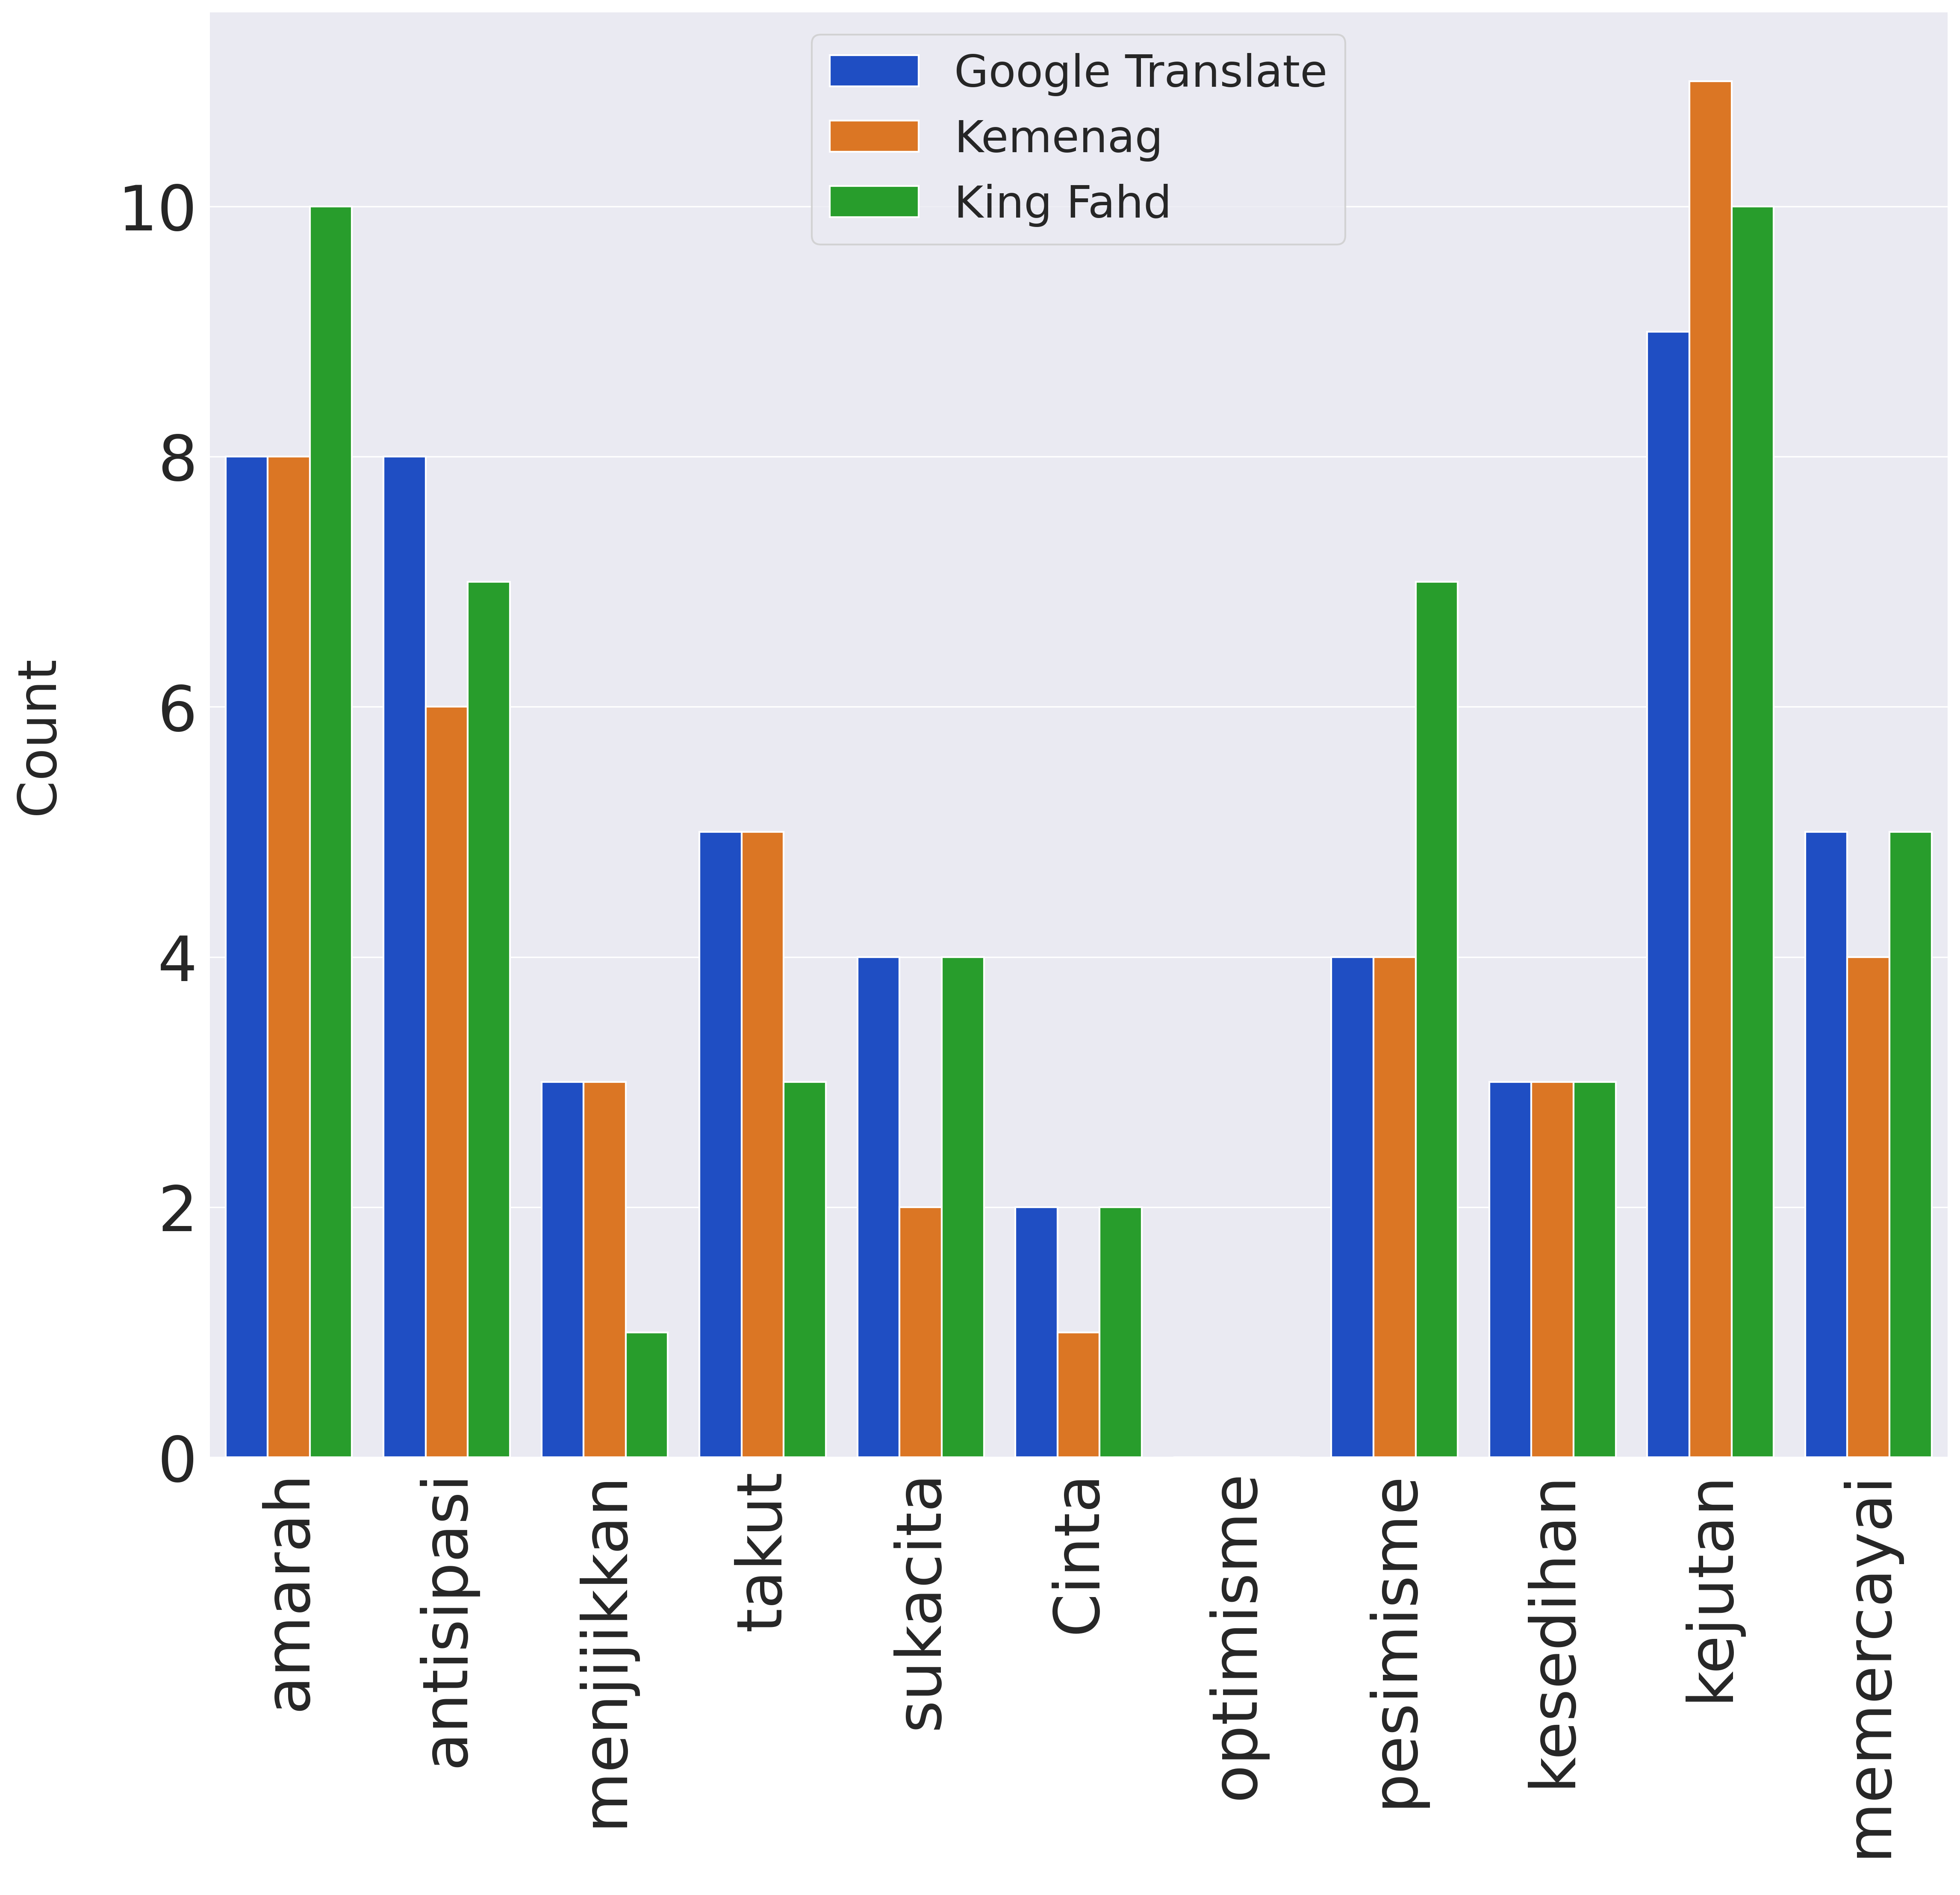 Google Translate
Kemenag
King Fahd
Count
10
8
6
4
2
0
amarah
antisipasi
menjijikkan
takut
sukacita
Cinta
optimisme
pesimisme
kesedihan
kejutan
memercayai